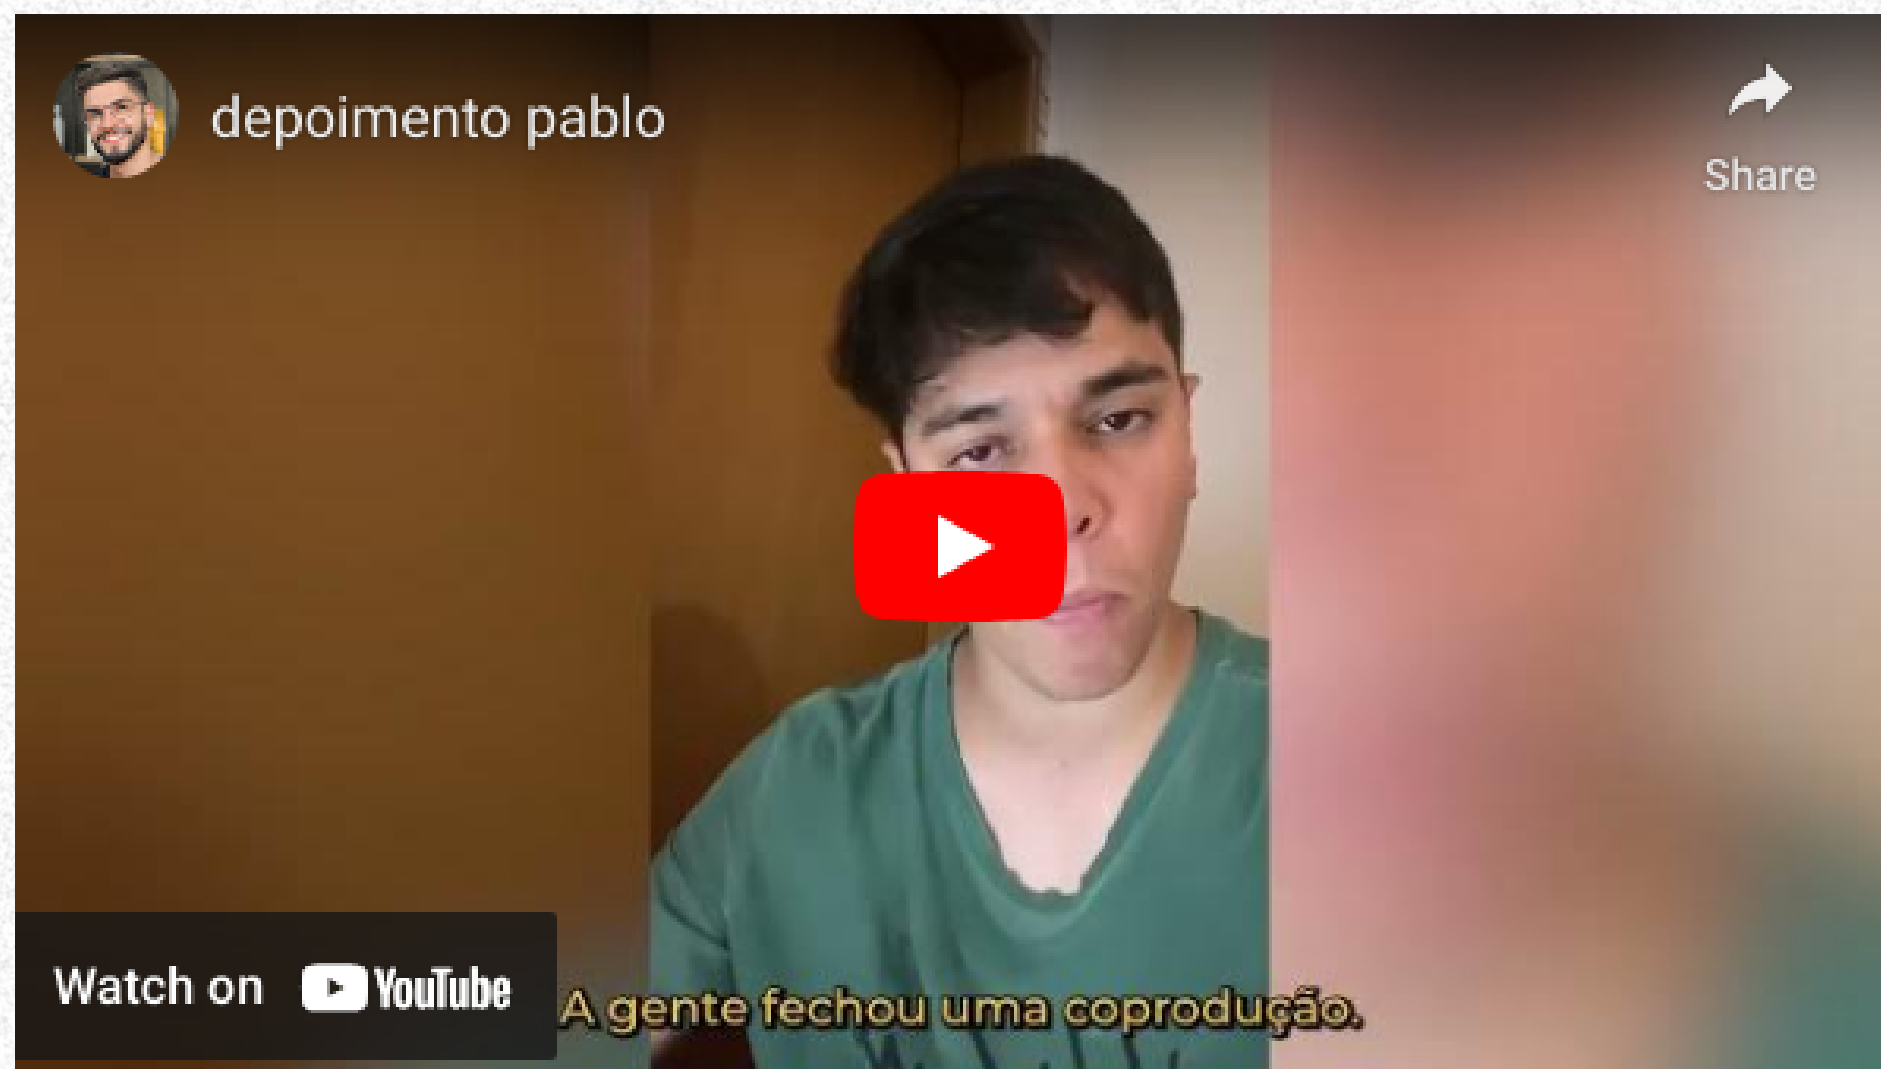 depoimento pablo
Share
Watch on YouTube
A gente fechou uma coprodução.